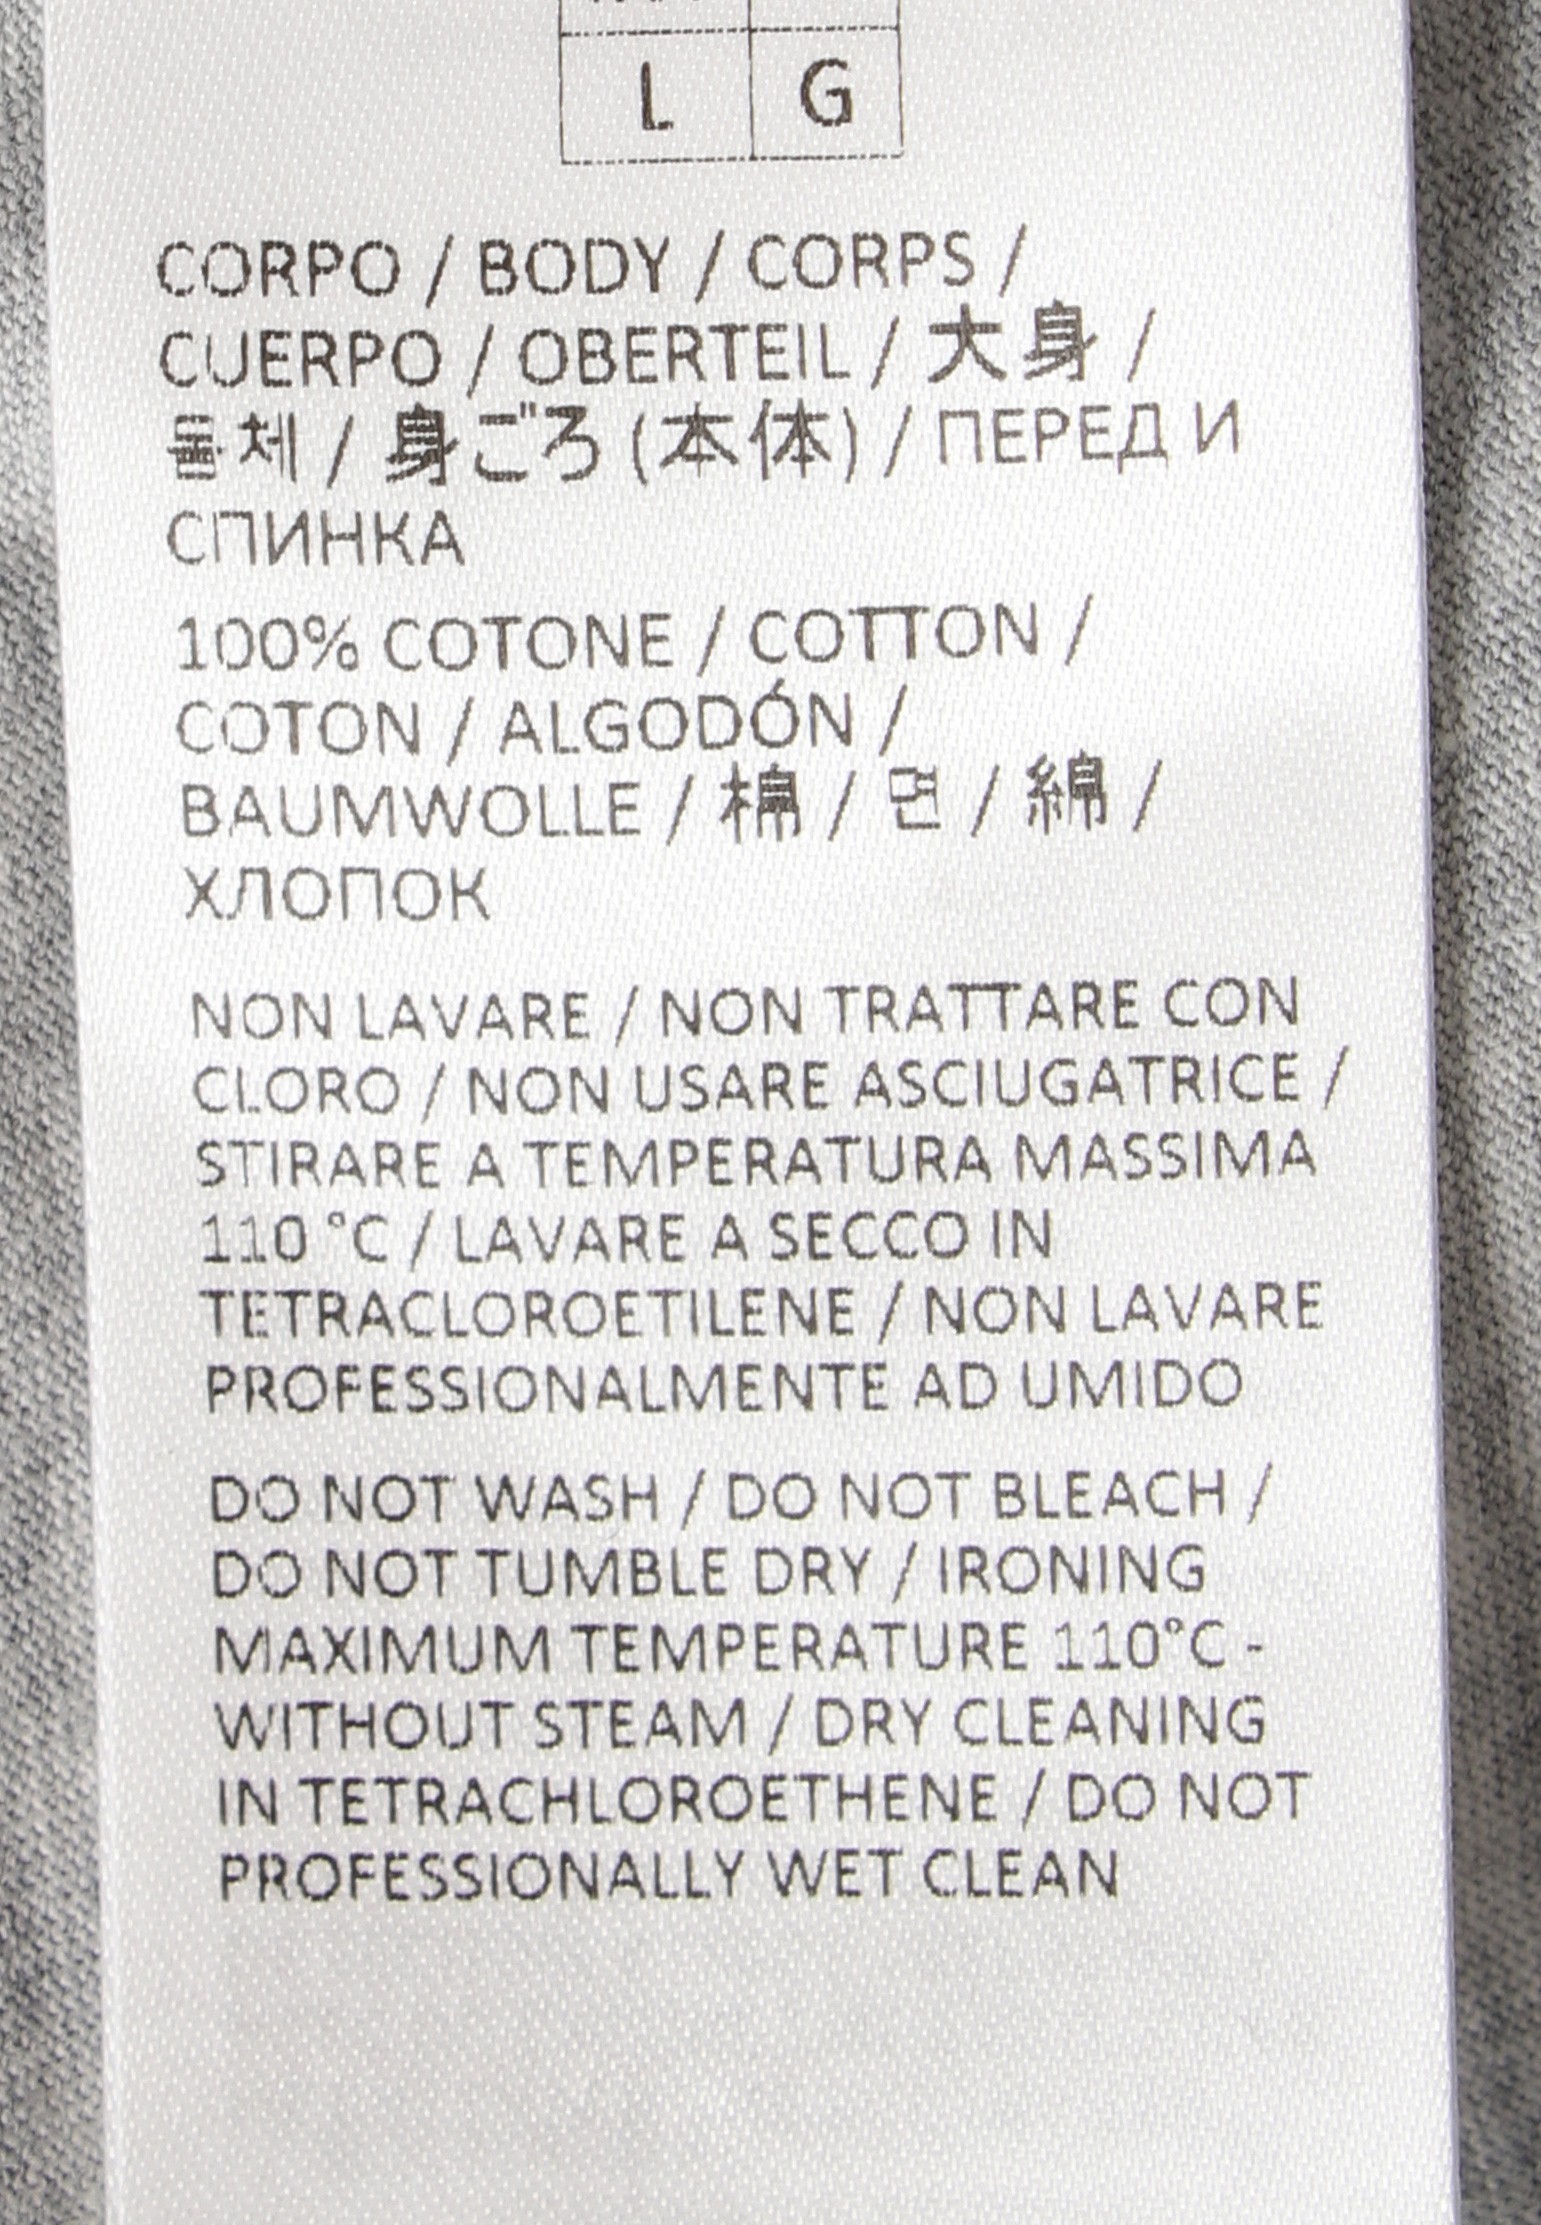 L G
CORPO / BODY / CORPS /
CUERPO / OBERTEIL / 大身 /
몸체 / 身ごろ (本体) / ПЕРЕД И
СПИНКА
100% COTONE / COTTON /
COTON / ALGODÓN /
BAUMWOLLE / 棉 / 면 / 綿 /
ХЛОПОК
NON LAVARE / NON TRATTARE CON
CLORO / NON USARE ASCIUGATRICE /
STIRARE A TEMPERATURA MASSIMA
110 °C / LAVARE A SECCO IN
TETRACLOROETILENE / NON LAVARE
PROFESSIONALMENTE AD UMIDO
DO NOT WASH / DO NOT BLEACH /
DO NOT TUMBLE DRY / IRONING
MAXIMUM TEMPERATURE 110°C -
WITHOUT STEAM / DRY CLEANING
IN TETRACHLOROETHENE / DO NOT
PROFESSIONALLY WET CLEAN